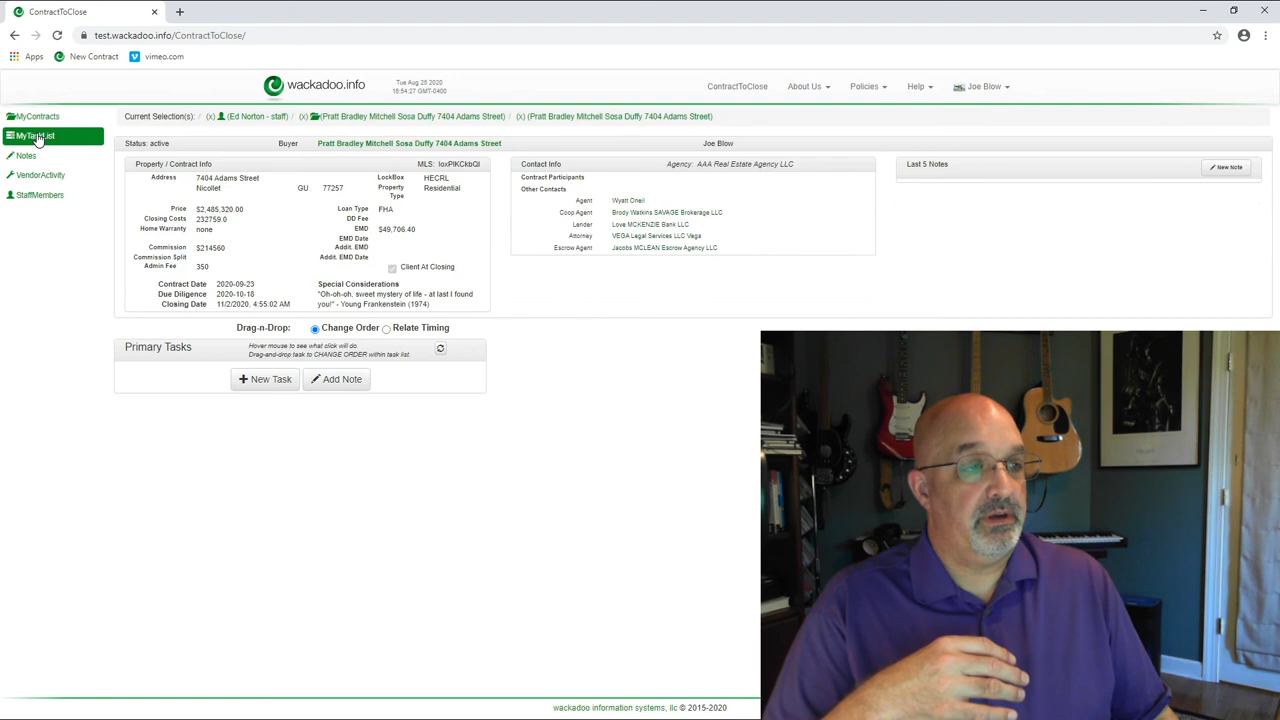 ContractToClose
test.wackadoo.info/ContractToClose/
Apps New Contract vimeo.com
wackadoo.info
Tue Aug 25 2020
16:54:27 GMT-0400
ContractToClose About Us Policies Help Joe Blow
MyContracts
MyTaskList
Notes
VendorActivity
StaffMembers
Current Selection(s): (x) (Ed Norton - staff) (x) (Pratt Bradley Mitchell Sosa Duffy 7404 Adams Street) (x) (Pratt Bradley Mitchell Sosa Duffy 7404 Adams Street)
Status: active Buyer Pratt Bradley Mitchell Sosa Duffy 7404 Adams Street Joe Blow
Property / Contract Info MLS: loxPlKCkbQl
Address 7404 Adams Street LockBox HECRL
Nicollet GU 77257 Property Type Residential
Price $2,485,320.00 Loan Type FHA
Closing Costs 232759.0 DD Fee
Home Warranty none EMD $49,706.40
EMD Date
Commission $214560 Addit. EMD
Commission Split Addit. EMD Date
Admin Fee 350 Client At Closing
Contract Date 2020-09-23 Special Considerations
Due Diligence 2020-10-18 "Oh-oh-oh, sweet mystery of life - at last I found
Closing Date 11/2/2020, 4:55:02 AM you!" - Young Frankenstein (1974)
Contact Info Agency: AAA Real Estate Agency LLC
Contract Participants
Other Contacts
Agent Wyatt Oneil
Coop Agent Brody Watkins SAVAGE Brokerage LLC
Lender Love MCKENZIE Bank LLC
Attorney VEGA Legal Services LLC Vega
Escrow Agent Jacobs MCLEAN Escrow Agency LLC
Last 5 Notes New Note
Drag-n-Drop: Change Order Relate Timing
Primary Tasks
Hover mouse to see what click will do.
Drag-and-drop task to CHANGE ORDER within task list
New Task Add Note
wackadoo information systems, llc © 2015-2020